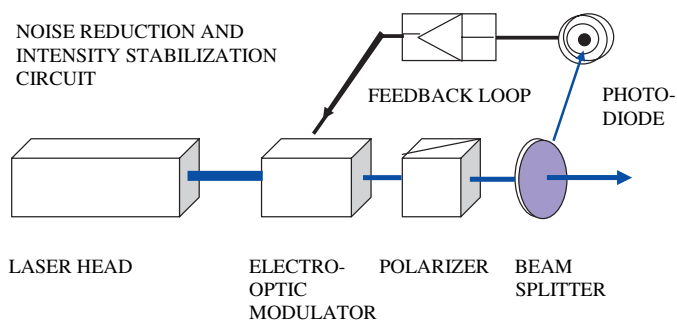 NOISE REDUCTION AND
INTENSITY STABILIZATION
CIRCUIT
FEEDBACK LOOP
PHOTO-
DIODE
LASER HEAD
ELECTRO-
OPTIC
MODULATOR
POLARIZER
BEAM
SPLITTER